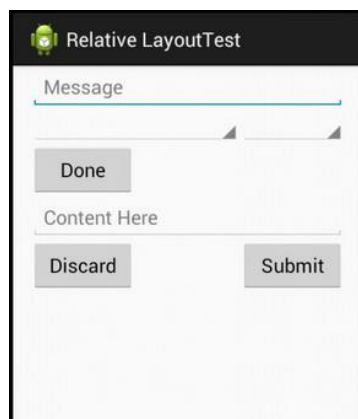 Relative LayoutTest
Message
Done
Content Here
Discard Submit